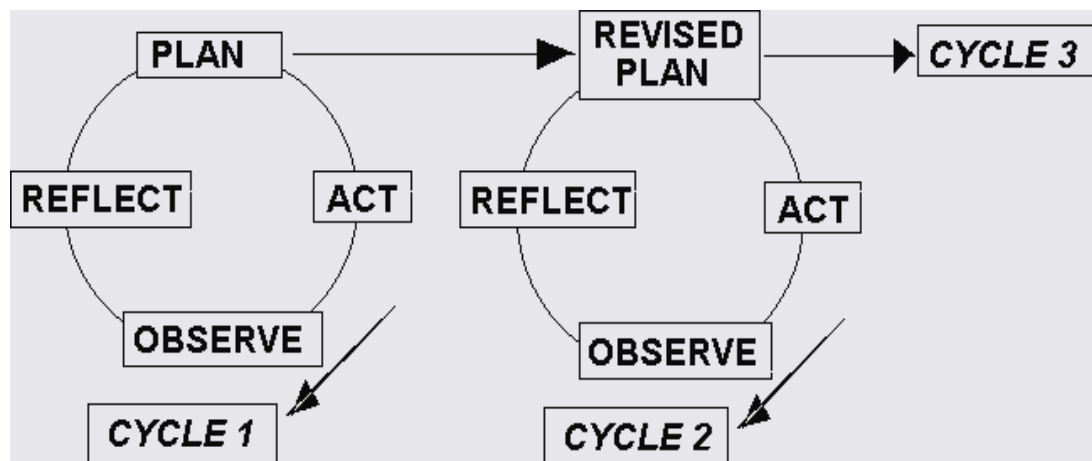 PLAN
REVISED
PLAN
CYCLE 3
REFLECT
ACT
REFLECT
ACT
OBSERVE
OBSERVE
CYCLE 1
CYCLE 2